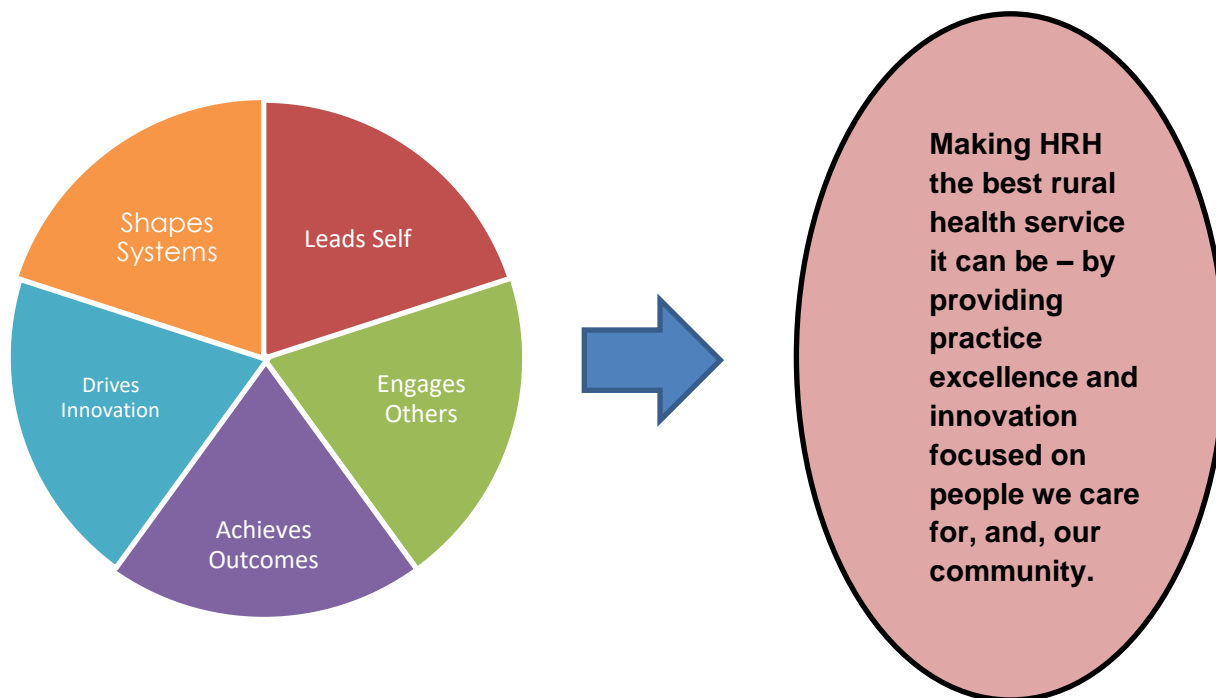 Shapes
Systems
Leads Self
Engages
Others
Achieves
Outcomes
Drives
Innovation
Making HRH
the best rural
health service
it can be – by
providing
practice
excellence and
innovation
focused on
people we care
for, and, our
community.